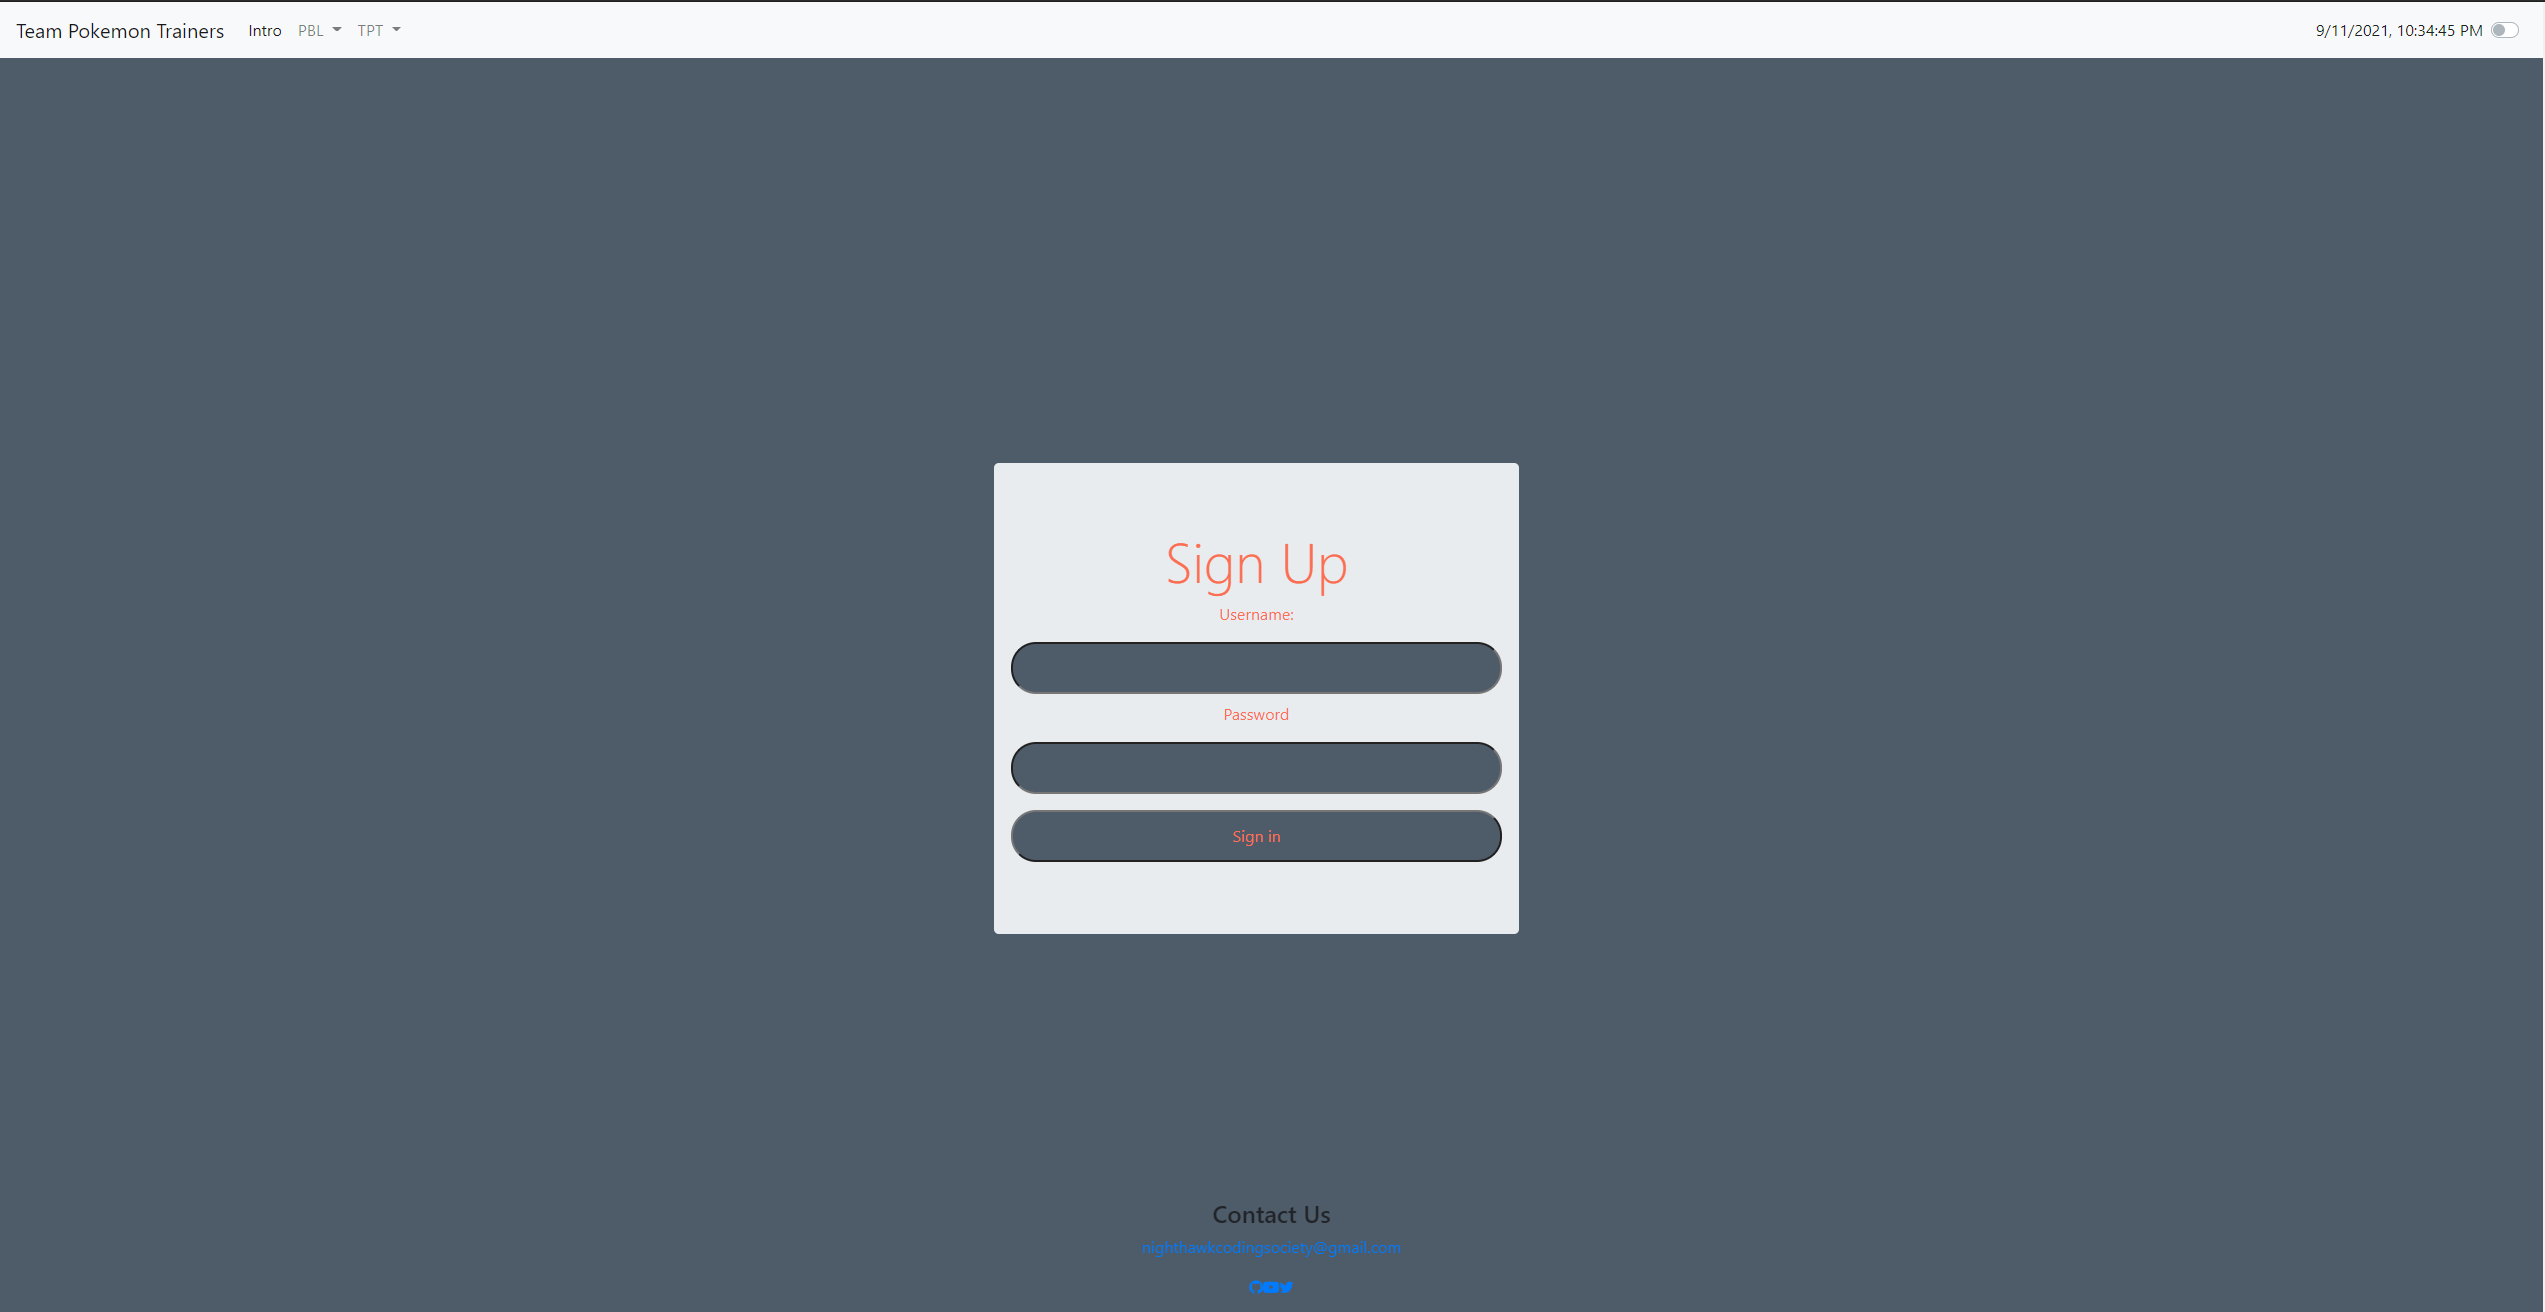 Team Pokemon Trainers Intro PBL TPT 9/11/2021, 10:34:45 PM
Sign Up
Username:
Password
Sign in
Contact Us
nighthawkcodingsociety@gmail.com